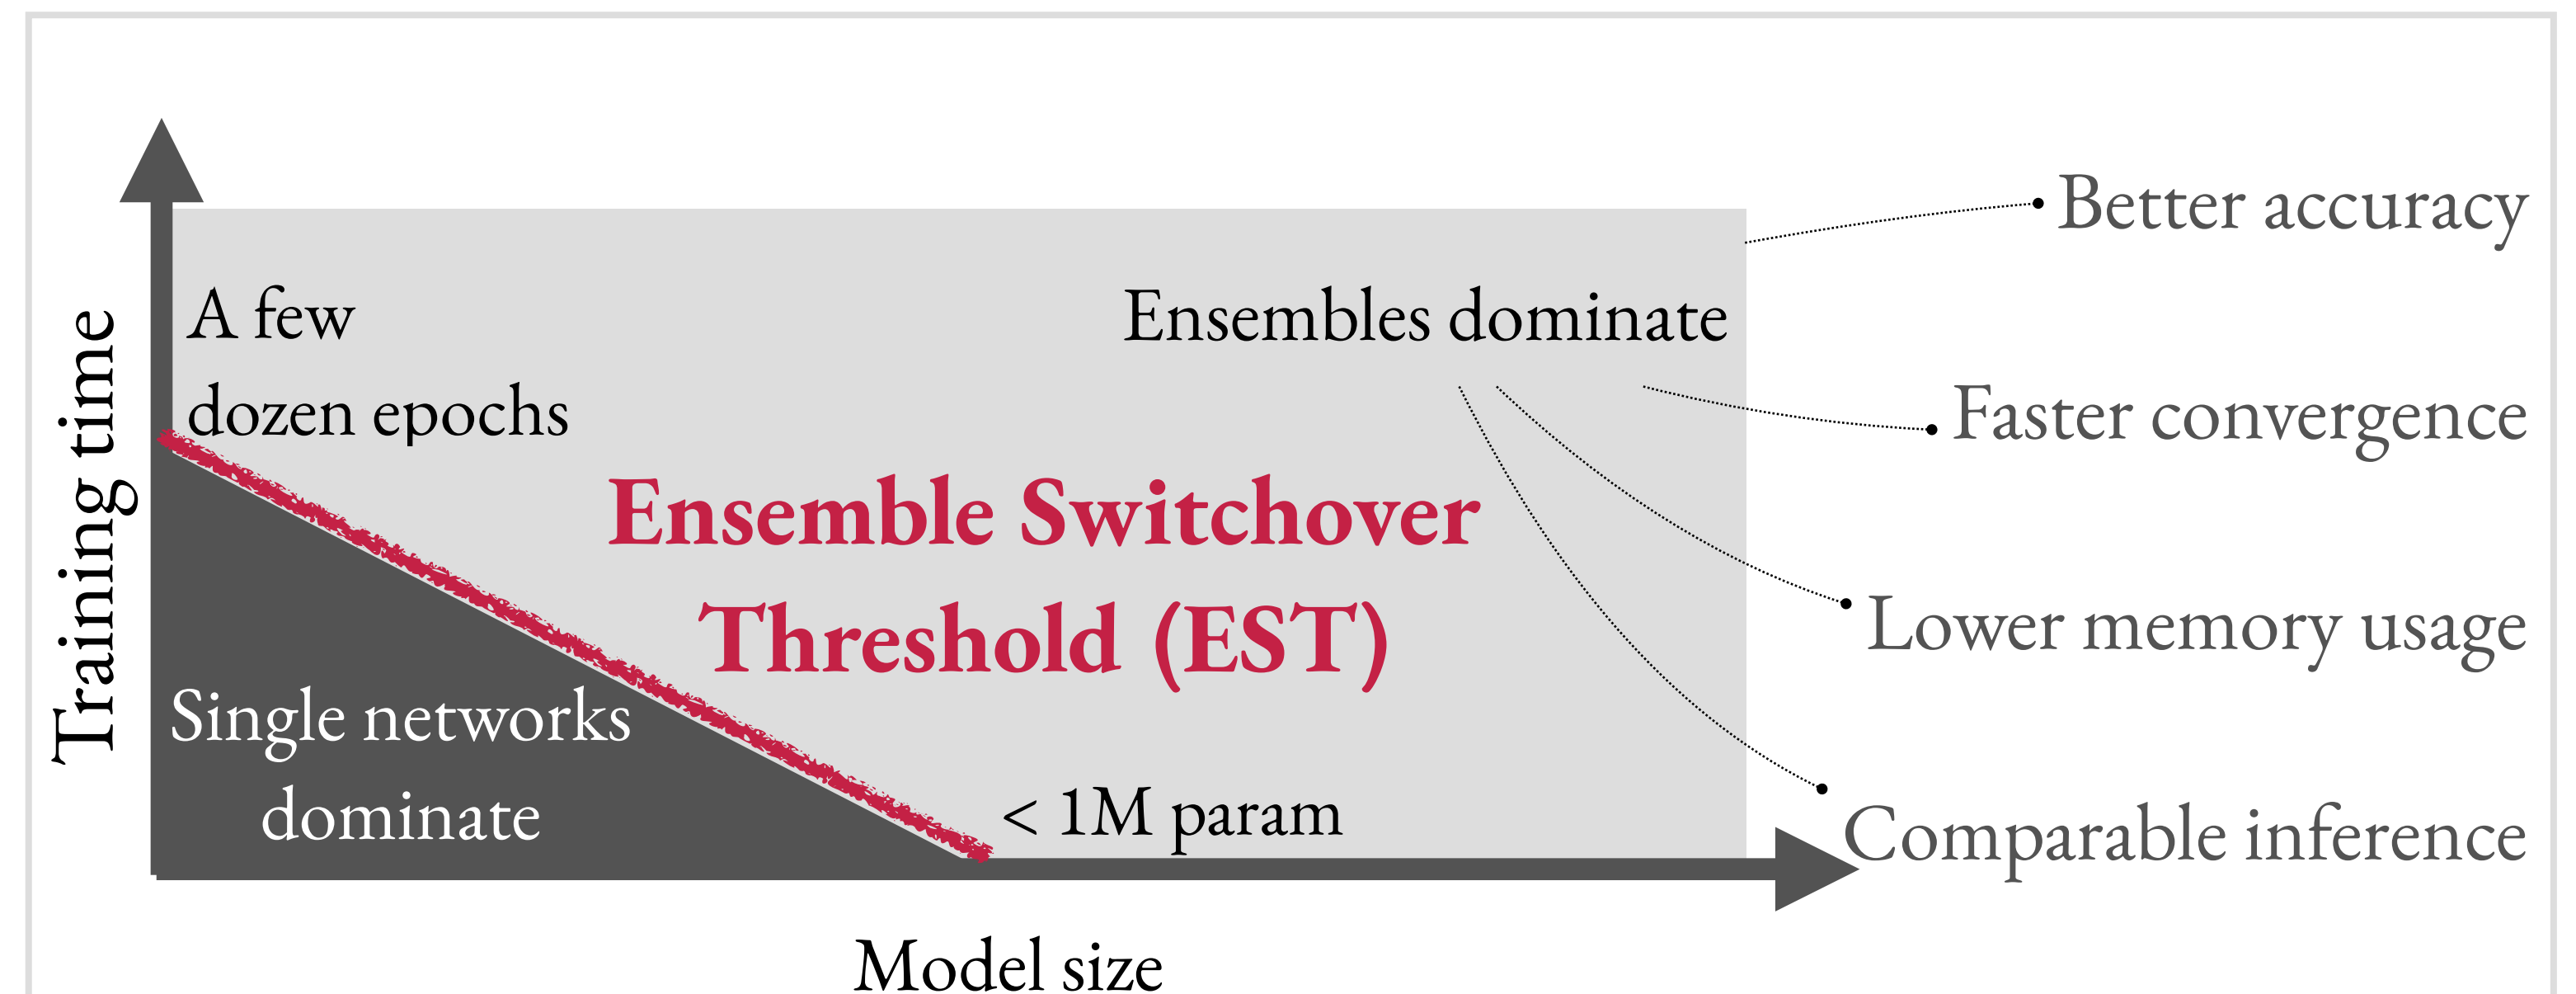 Training time
A few
dozen epochs
Ensembles dominate
Ensemble Switchover
Threshold (EST)
Single networks
dominate
< 1M param
Model size
Better accuracy
Faster convergence
Lower memory usage
Comparable inference